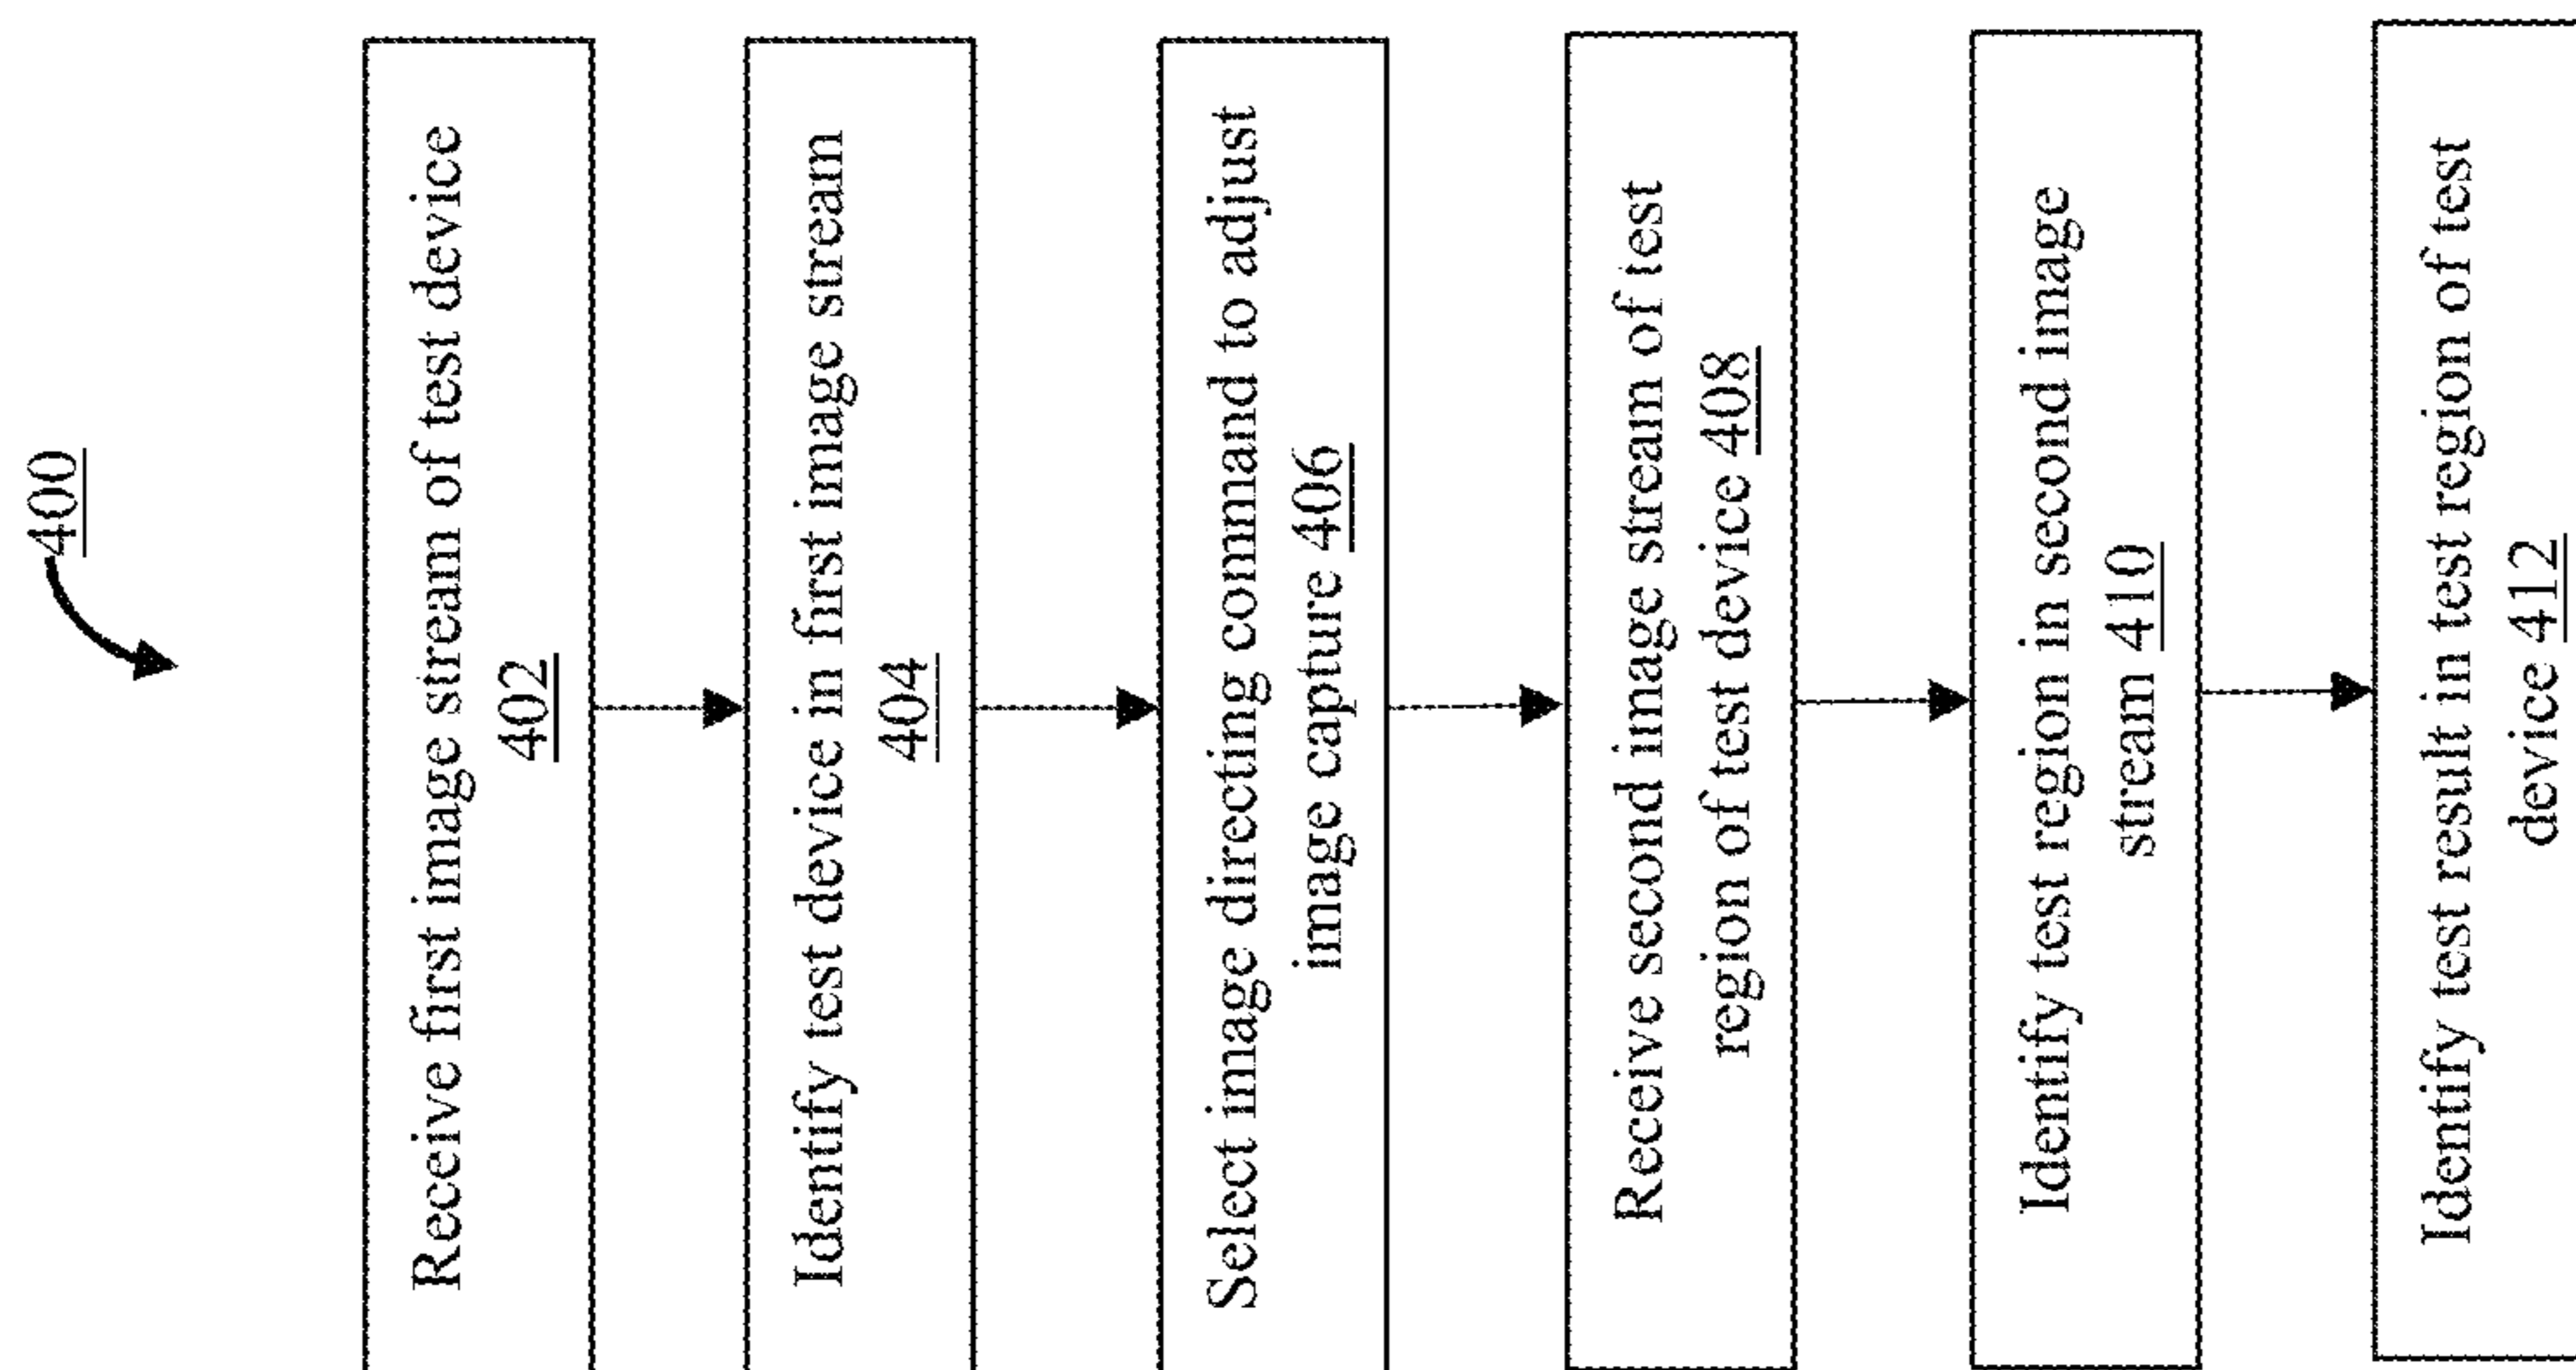 400
Receive first image stream of test device
402
Identify test device in first image stream
404
Select image directing command to adjust
image capture 406
Receive second image stream of test
region of test device 408
Identify test region in second image
stream 410
Identify test result in test region of test
device 412